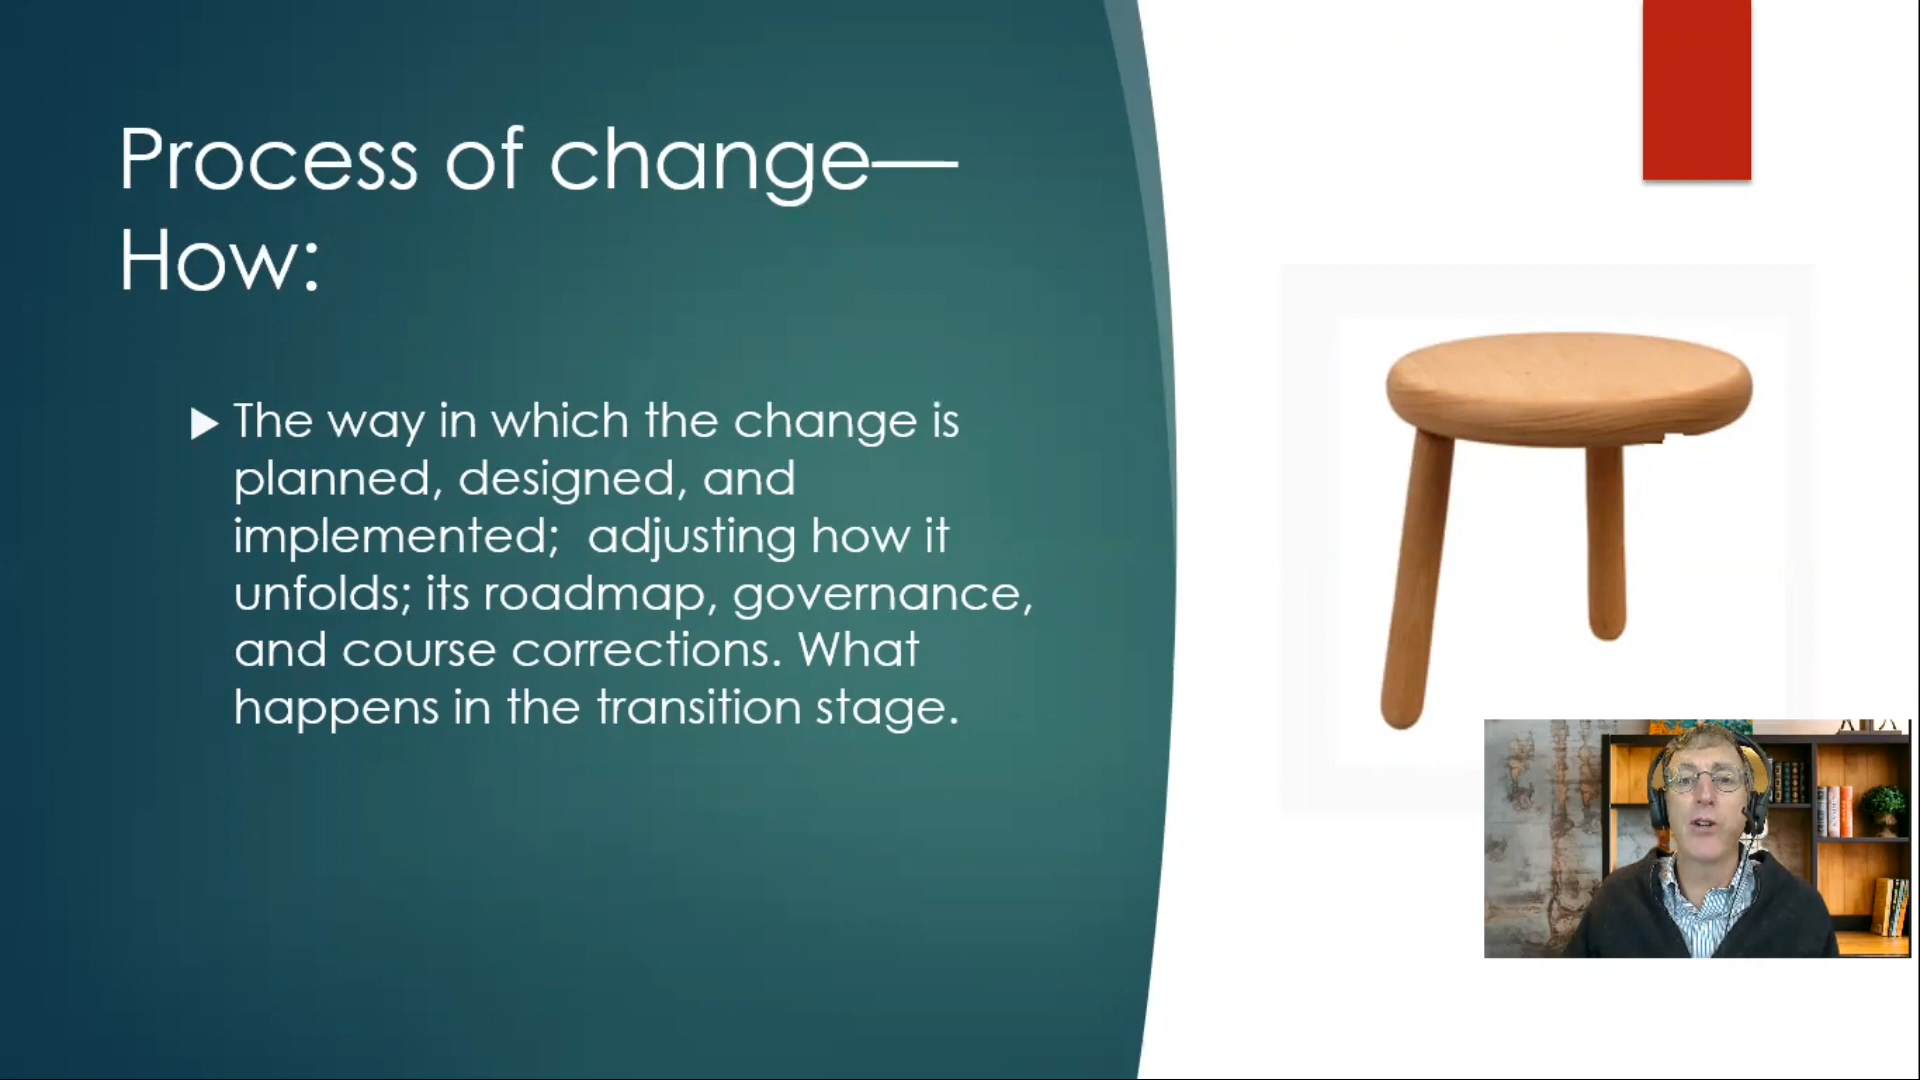 Process of change—
How:
The way in which the change is
planned, designed, and
implemented;  adjusting how it
unfolds; its roadmap, governance,
and course corrections. What
happens in the transition stage.